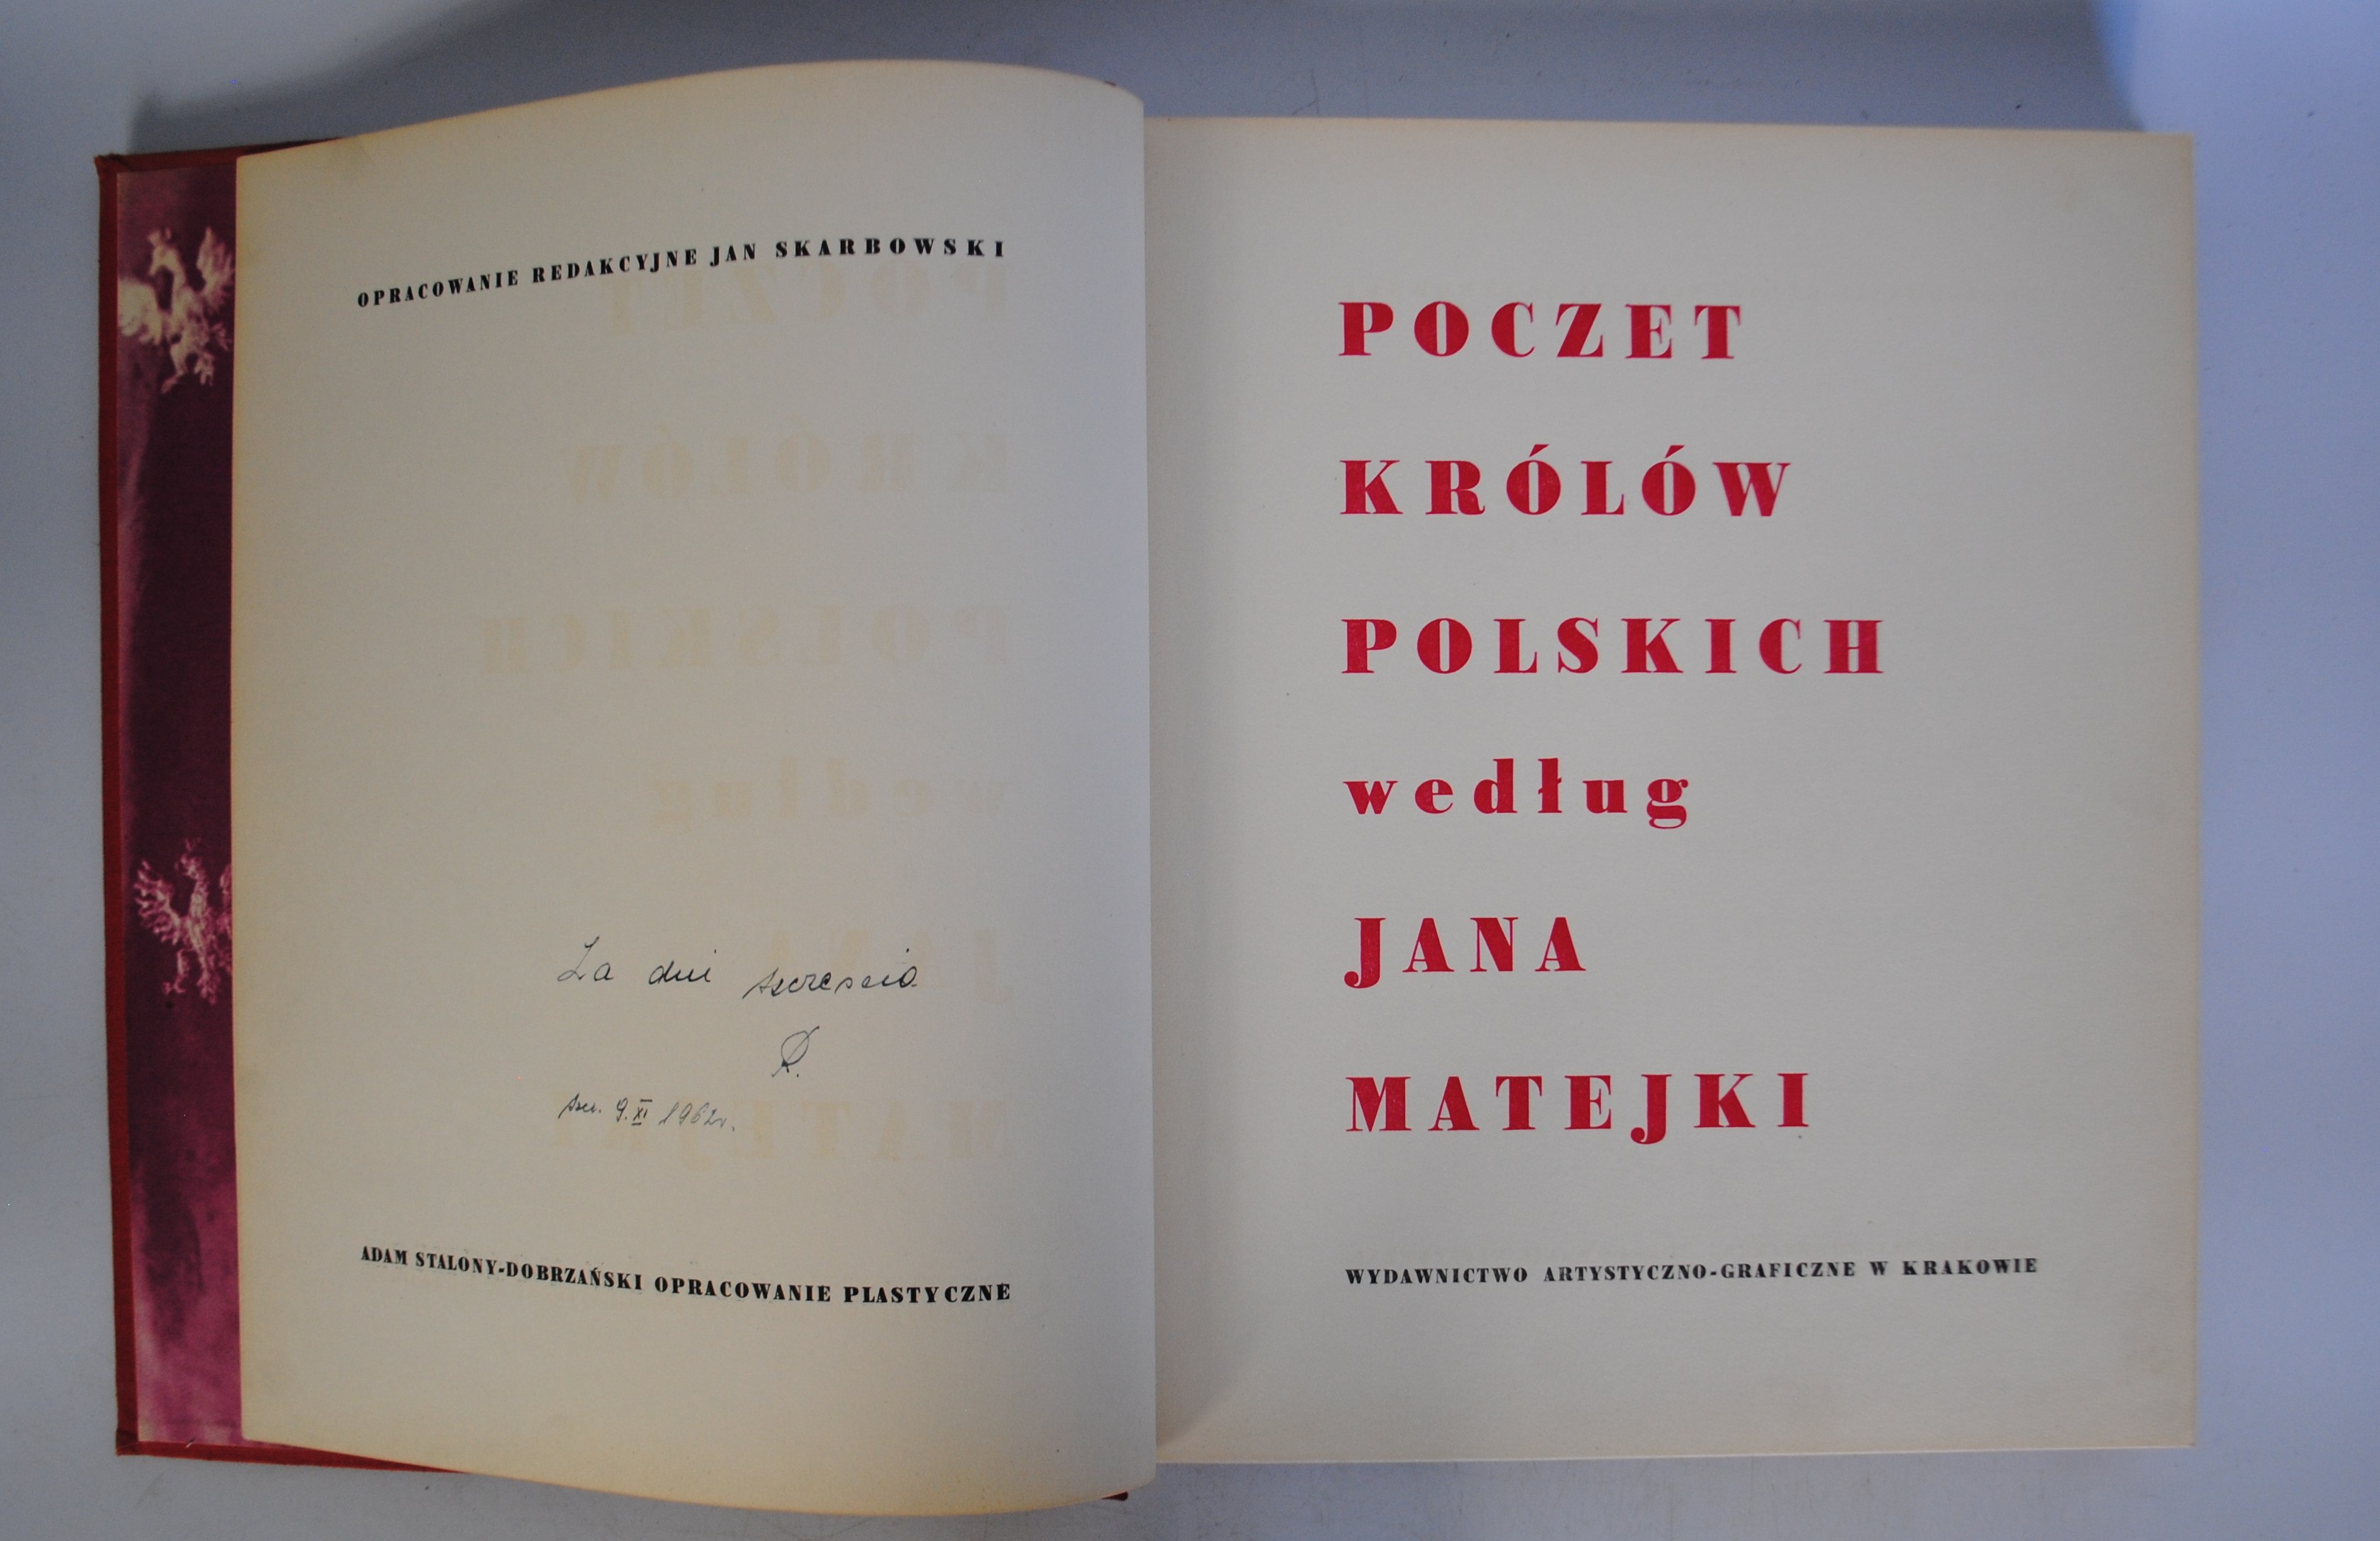 OPRACOWANIE REDAKCYJNE JAN SKARBOWSKI
Za dni szczęścia
R.
9.XI 1962r.
ADAM STALONY-DOBRZAŃSKI OPRACOWANIE PLASTYCZNE
POCZET
KRÓLÓW
POLSKICH
według
JANA
MATEJKI
WYDAWNICTWO ARTYSTYCZNO-GRAFICZNE W KRAKOWIE